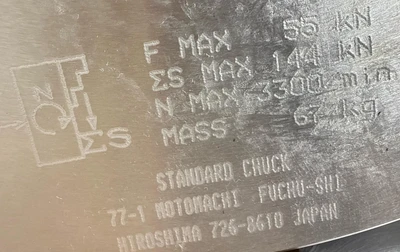 F MAX 55 kN
ΣS MAX 144 kN
N MAX 3300/min
MASS 67 kg
N
ΣS
STANDARD CHUCK
77-1 MOTOMACHI FUCHU-SHI
HIROSHIMA 726-8610 JAPAN